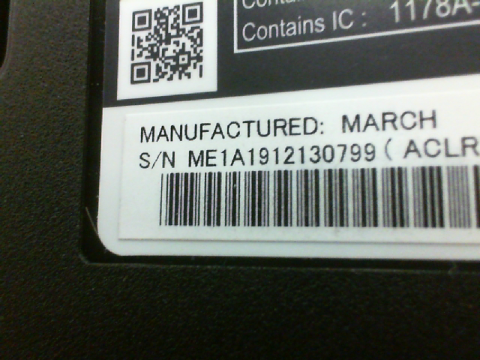 Contains IC : 1178A-
MANUFACTURED: MARCH
S/N ME1A1912130799 ( ACLR